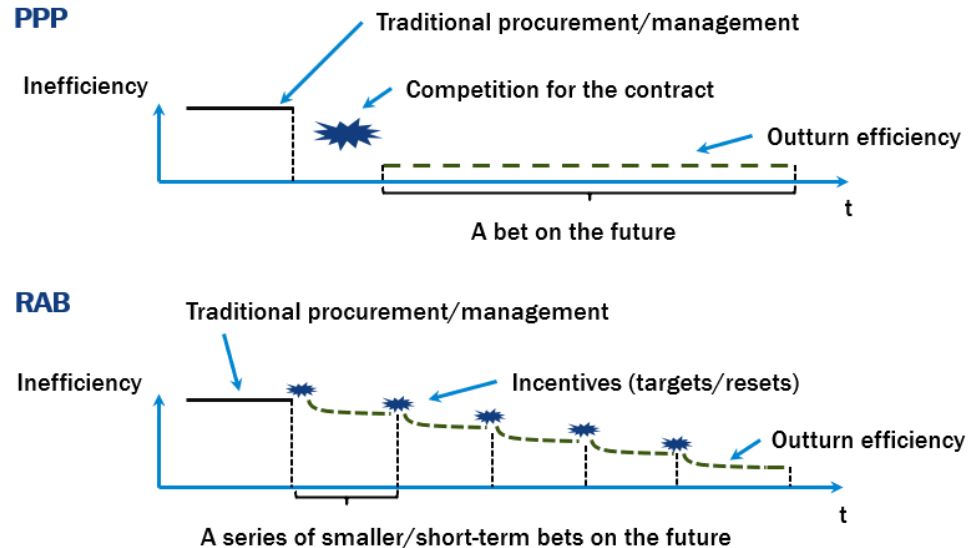 PPP
Traditional procurement/management
Inefficiency
Competition for the contract
Outturn efficiency
t
A bet on the future
RAB
Traditional procurement/management
Inefficiency
Incentives (targets/resets)
Outturn efficiency
t
A series of smaller/short-term bets on the future